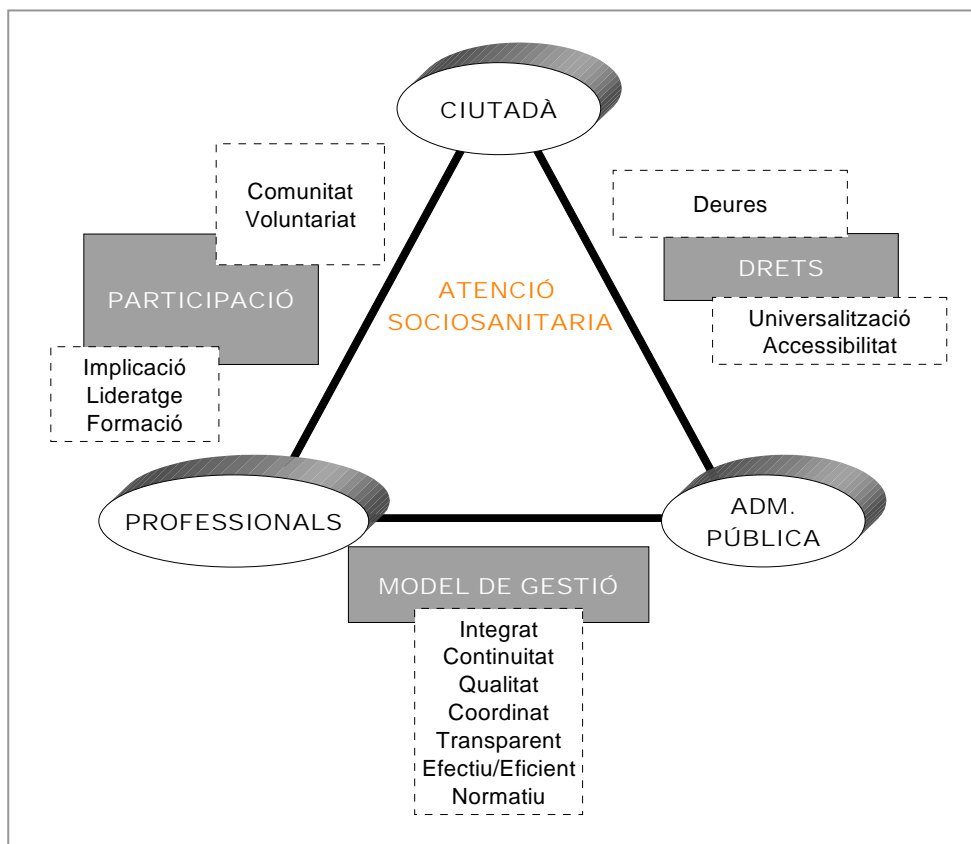 CIUTADÀ
Comunitat
Voluntariat
Deures
PARTICIPACIÓ
DRETS
ATENCIÓ
SOCIOSANITARIA
Universalització
Accessibilitat
Implicació
Lideratge
Formació
PROFESSIONALS
ADM.
PÚBLICA
MODEL DE GESTIÓ
Integrat
Continuitat
Qualitat
Coordinat
Transparent
Efectiu/Eficient
Normatiu